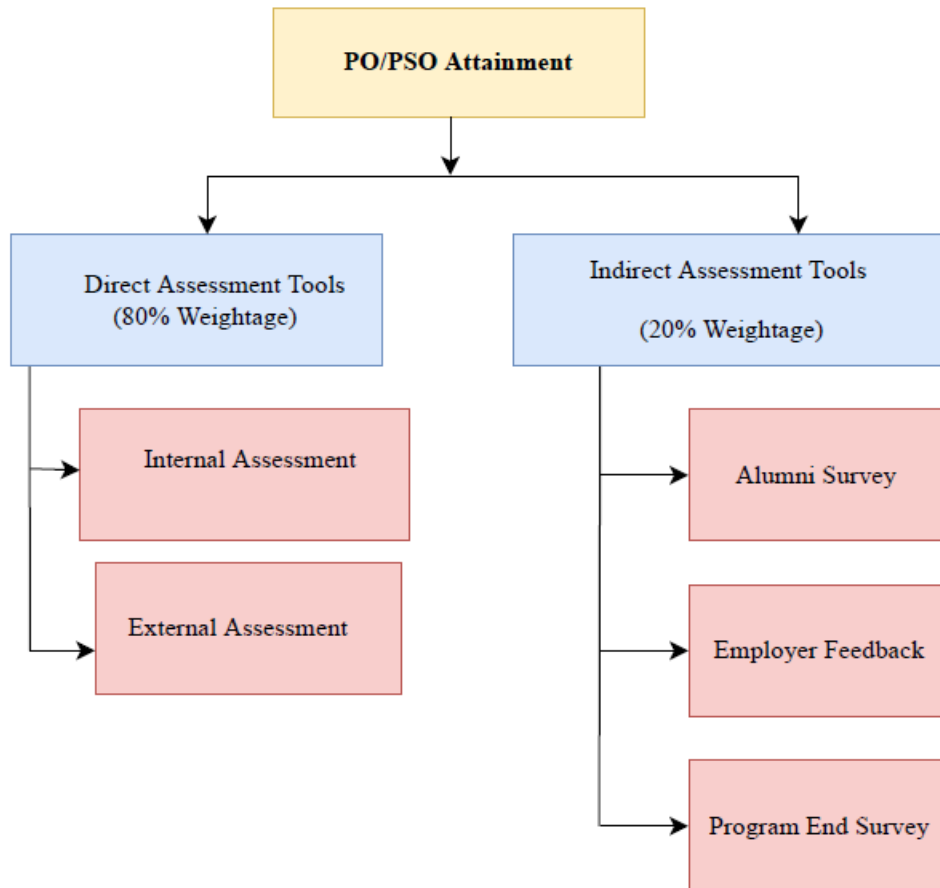 PO/PSO Attainment
Direct Assessment Tools
(80% Weightage)
Indirect Assessment Tools
(20% Weightage)
Internal Assessment
External Assessment
Alumni Survey
Employer Feedback
Program End Survey